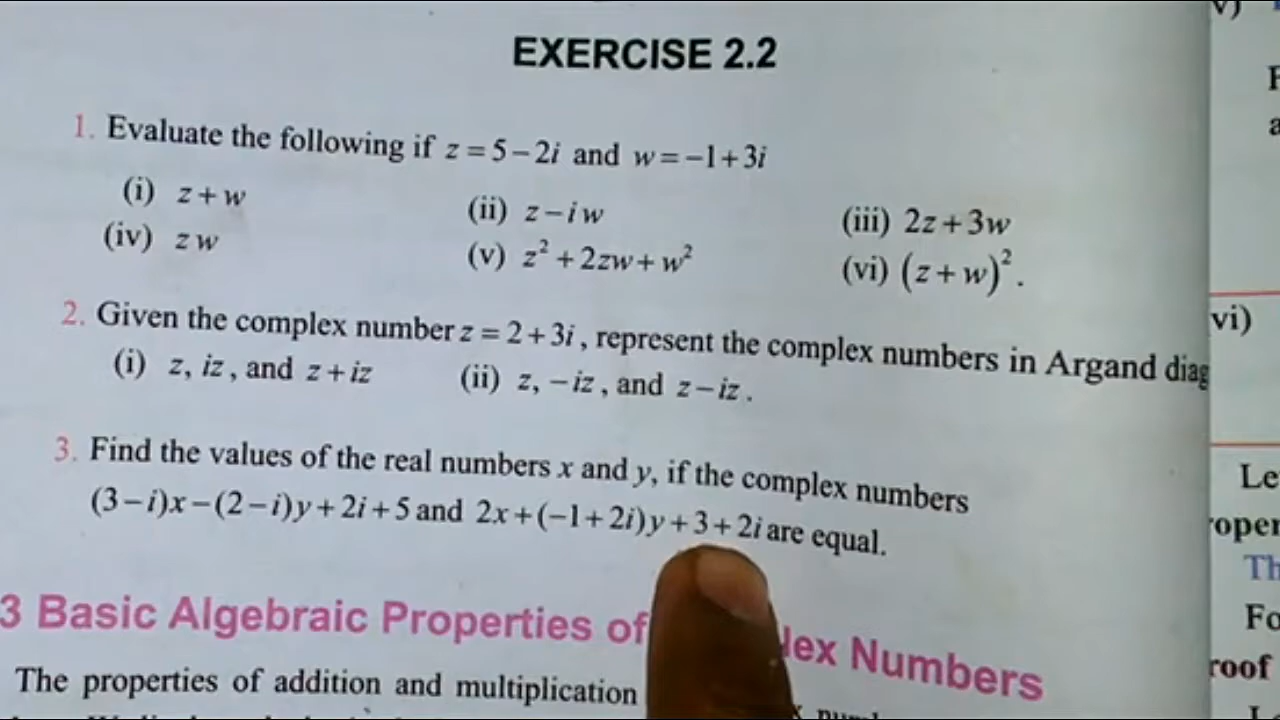 EXERCISE 2.2
1. Evaluate the following if z = 5 – 2i and w = –1 + 3i
(i) z + w (ii) z – i w (iii) 2z + 3w
(iv) z w (v) z² + 2zw + w² (vi) (z + w)².
2. Given the complex number z = 2 + 3i, represent the complex numbers in Argand diag
(i) z, iz, and z + iz (ii) z, – iz, and z – iz.
3. Find the values of the real numbers x and y, if the complex numbers
(3 – i)x – (2 – i)y + 2i + 5 and 2x + (–1 + 2i)y + 3 + 2i are equal.
3 Basic Algebraic Properties of lex Numbers
The properties of addition and multiplication
vi)
Le
roper
Th
Fo
roof